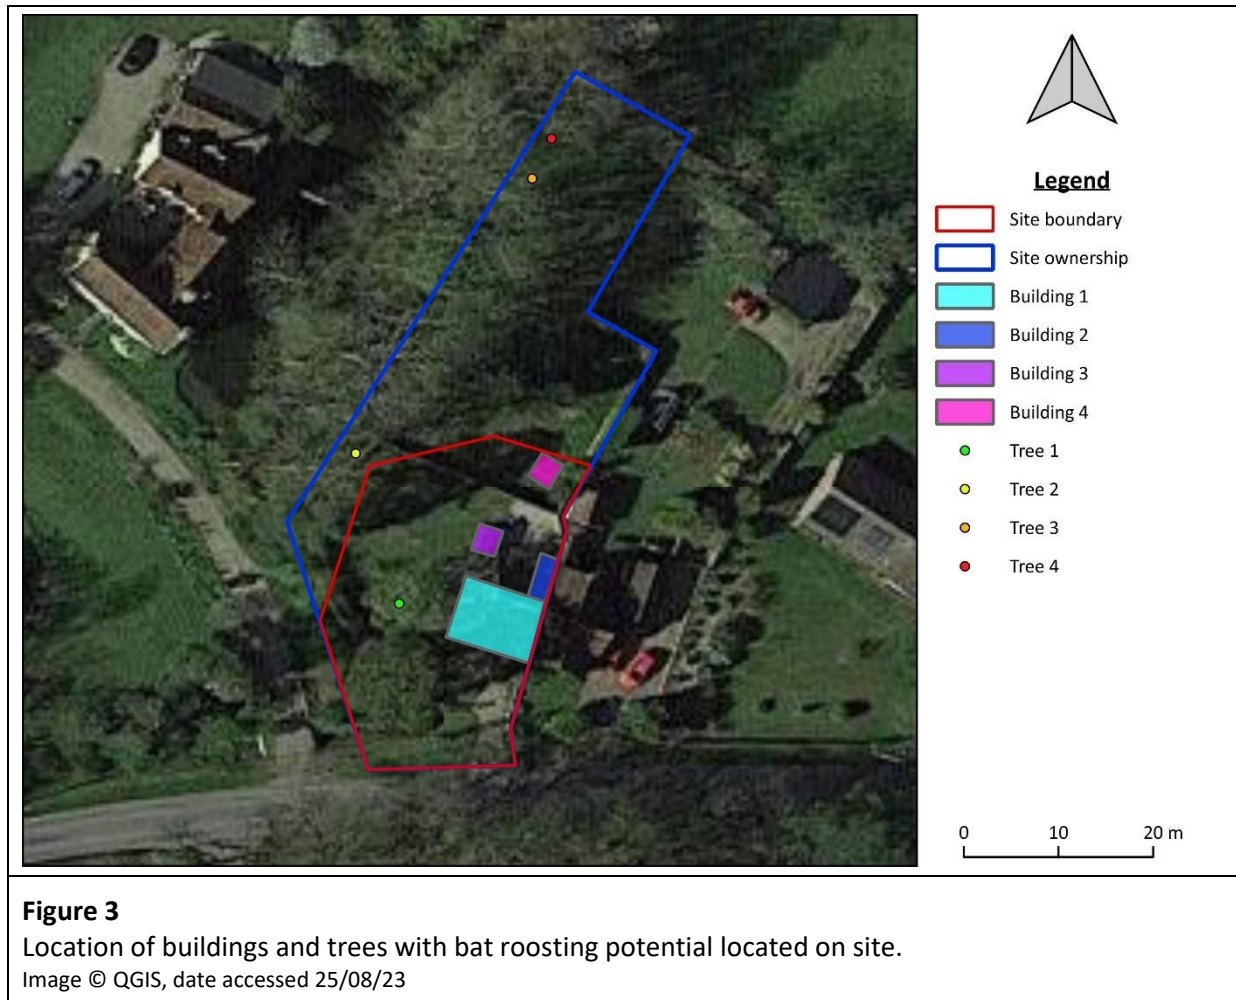 Legend
Site boundary
Site ownership
Building 1
Building 2
Building 3
Building 4
Tree 1
Tree 2
Tree 3
Tree 4
0 10 20 m
Figure 3
Location of buildings and trees with bat roosting potential located on site.
Image © QGIS, date accessed 25/08/23